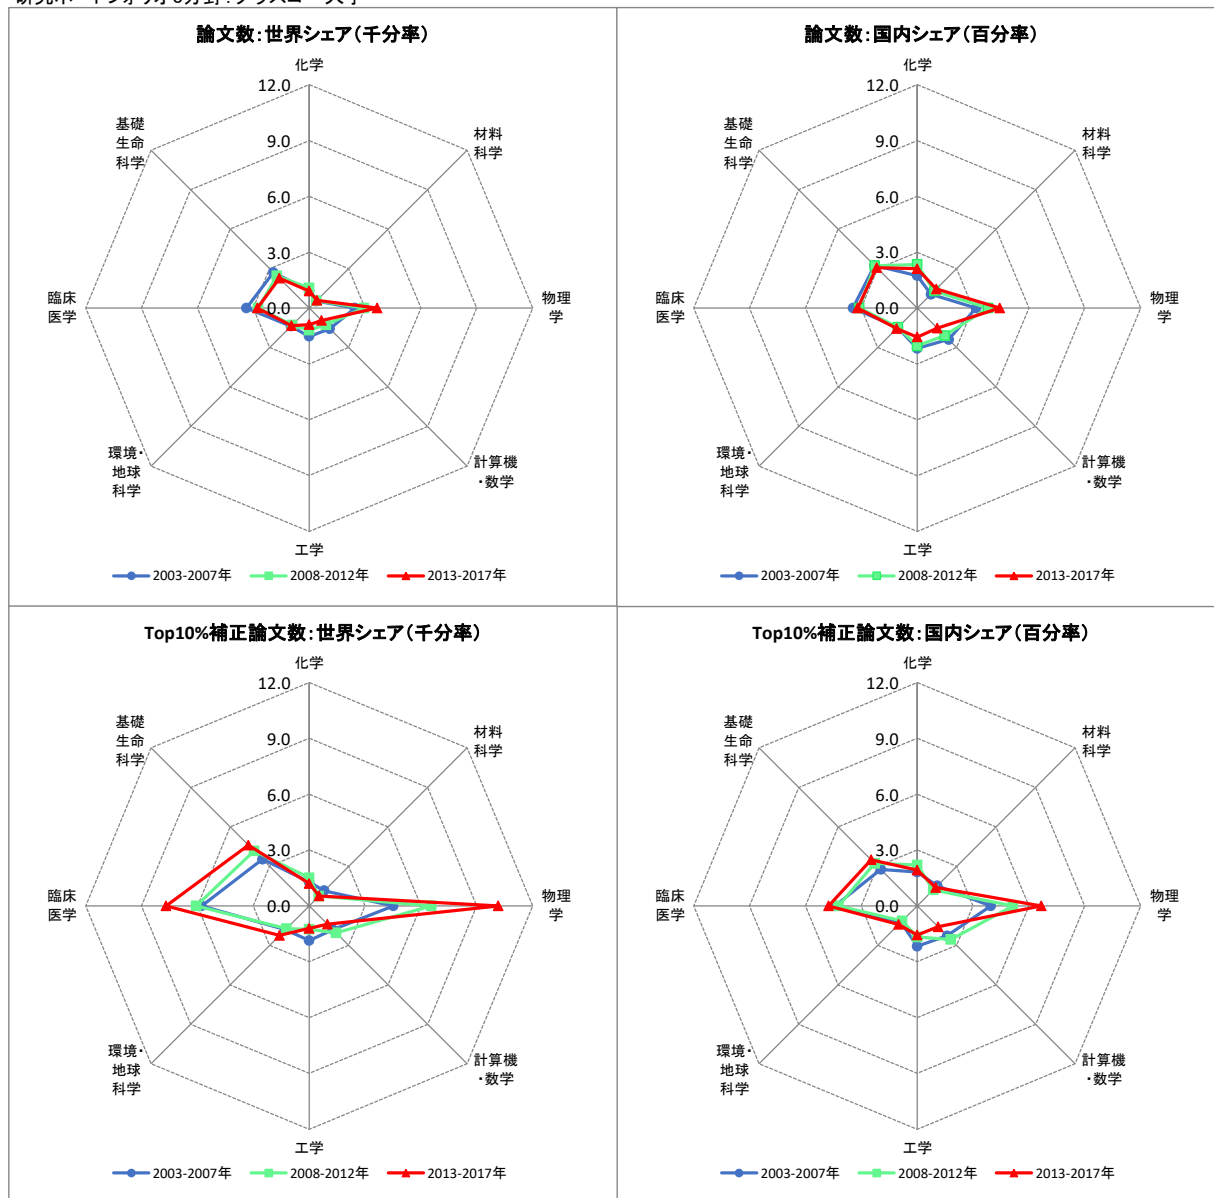 論文数：世界シェア（千分率）
化学
12.0
9.0
6.0
3.0
0.0
材料
科学
物理
学
計算機
・数学
工学
環境・
地球
科学
臨床
医学
基礎
生命
科学
2003-2007年 2008-2012年 2013-2017年
論文数：国内シェア（百分率）
化学
12.0
9.0
6.0
3.0
0.0
材料
科学
物理
学
計算機
・数学
工学
環境・
地球
科学
臨床
医学
基礎
生命
科学
2003-2007年 2008-2012年 2013-2017年
Top10%補正論文数：世界シェア（千分率）
化学
12.0
9.0
6.0
3.0
0.0
材料
科学
物理
学
計算機
・数学
工学
環境・
地球
科学
臨床
医学
基礎
生命
科学
2003-2007年 2008-2012年 2013-2017年
Top10%補正論文数：国内シェア（百分率）
化学
12.0
9.0
6.0
3.0
0.0
材料
科学
物理
学
計算機
・数学
工学
環境・
地球
科学
臨床
医学
基礎
生命
科学
2003-2007年 2008-2012年 2013-2017年